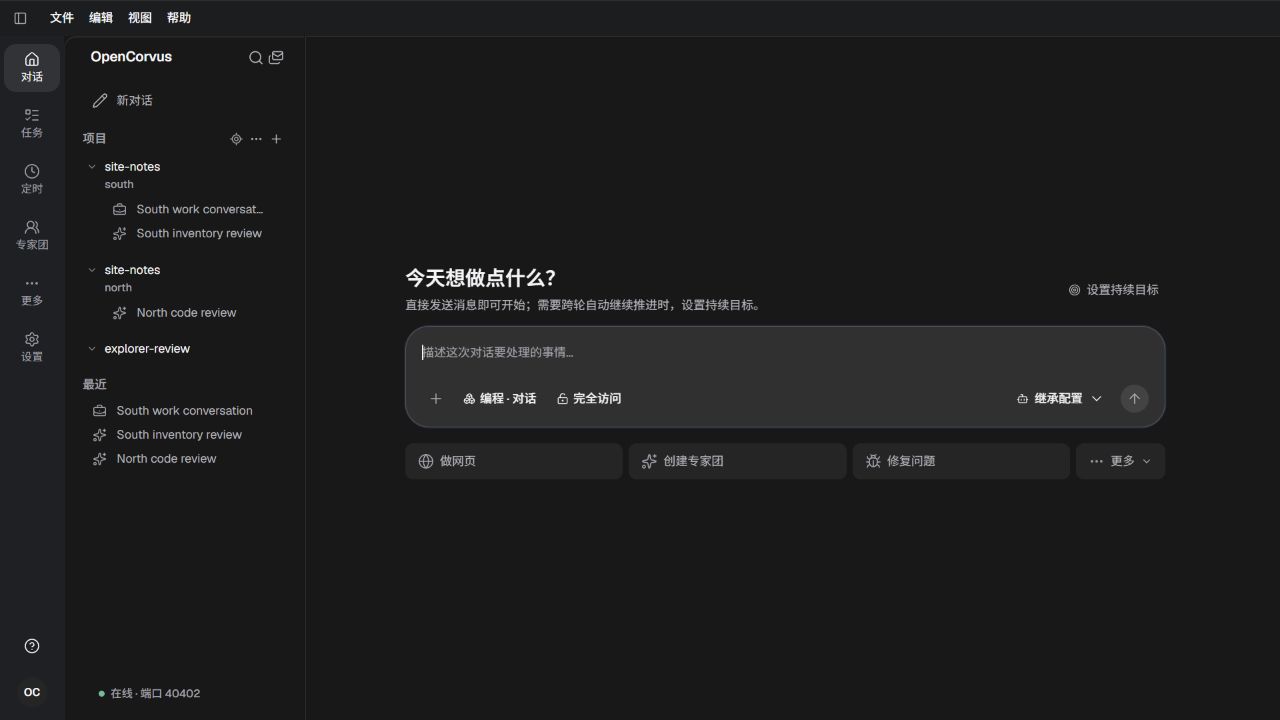 文件 编辑 视图 帮助
对话
任务
定时
专家团
更多
设置
OC
OpenCorvus
新对话
项目
site-notes
south
South work conversat...
South inventory review
site-notes
north
North code review
explorer-review
最近
South work conversation
South inventory review
North code review
在线 · 端口 40402
今天想做点什么？
直接发送消息即可开始；需要跨轮自动继续推进时，设置持续目标。
设置持续目标
描述这次对话要处理的事情...
编程 · 对话 完全访问 继承配置
做网页 创建专家团 修复问题 更多